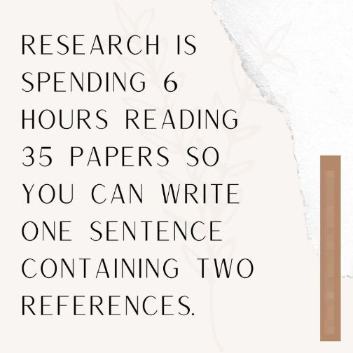 RESEARCH IS
SPENDING 6
HOURS READING
35 PAPERS SO
YOU CAN WRITE
ONE SENTENCE
CONTAINING TWO
REFERENCES.